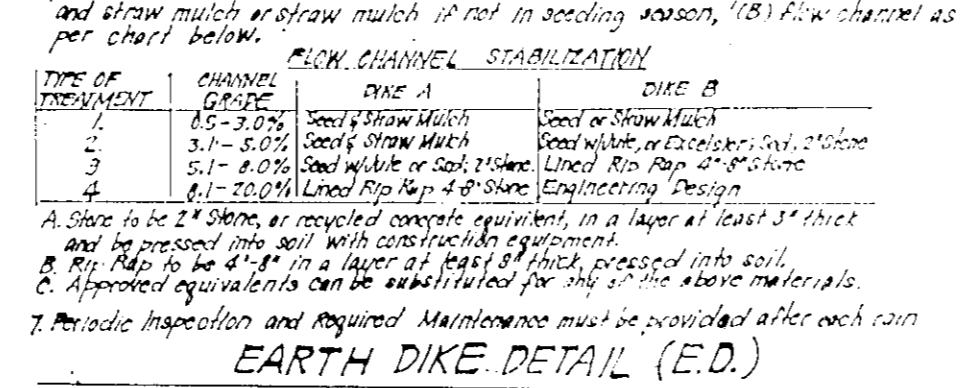 and straw mulch or straw mulch if not in seeding season, (B) flow channel as
per chart below.
FLOW CHANNEL STABILIZATION
TYPE OF TREATMENT CHANNEL GRADE DIKE A DIKE B
1. 0.5-3.0% Seed & Straw Mulch Seed or Straw Mulch
2. 3.1-5.0% Seed & Straw Mulch Seed w/Jute, or Excelsior; Sod, 2" Stone
3 5.1-8.0% Seed w/Jute or Sod; 2" Stone Lined Rip Rap 4"-8" Stone
4 8.1-20.0% Lined Rip Rap 4-8" Stone Engineering Design
A. Stone to be 2" Stone, or recycled concrete equivilent, in a layer at least 3" thick
and be pressed into soil with construction equipment.
B. Rip Rap to be 4"-8" in a layer at least 8" thick pressed into soil.
C. Approved equivalents can be substituted for any of the above materials.
7. Periodic Inspection and Required Maintenance must be provided after each rain
EARTH DIKE DETAIL (E.D.)